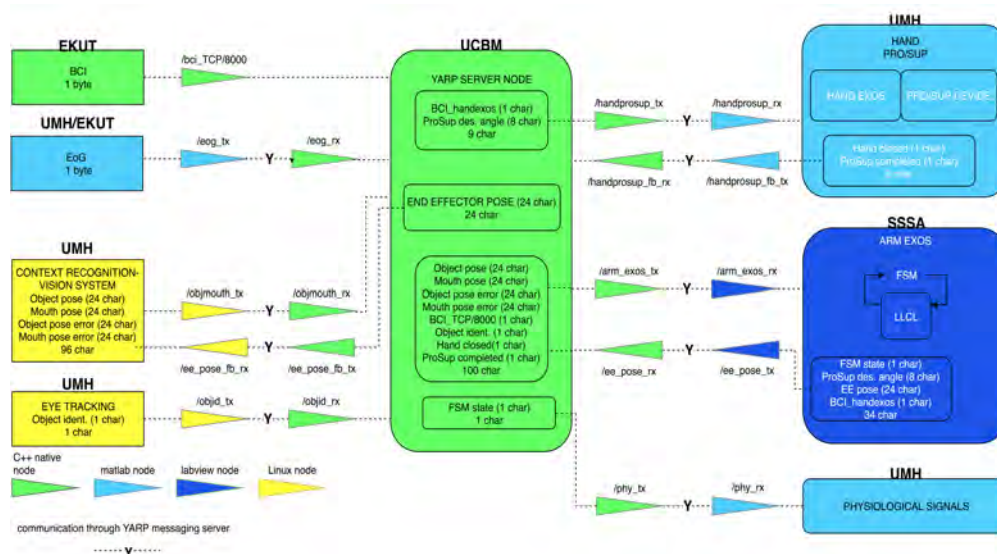 EKUT
BCI
1 byte
/bci_TCP/8000
UMH/EKUT
EoG
1 byte
/eog_tx
Y
/eog_rx
UMH
CONTEXT RECOGNITION-
VISION SYSTEM
Object pose (24 char)
Mouth pose (24 char)
Object pose error (24 char)
Mouth pose error (24 char)
96 char
/objmouth_tx
Y
/objmouth_rx
Y
/ee_pose_fb_rx
/ee_pose_fb_tx
UMH
EYE TRACKING
Object ident. (1 char)
1 char
/objid_tx
Y
/objid_rx
UCBM
YARP SERVER NODE
BCI_handexos (1 char)
ProSup des. angle (8 char)
9 char
END EFFECTOR POSE (24 char)
24 char
Object pose (24 char)
Mouth pose (24 char)
Object pose error (24 char)
Mouth pose error (24 char)
BCI_TCP/8000 (1 char)
Object ident. (1 char)
Hand closed(1 char)
ProSup completed (1 char)
100 char
FSM state (1 char)
1 char
/handprosup_tx
Y
/handprosup_rx
Y
/handprosup_fb_rx
/handprosup_fb_tx
UMH
HAND
PRO/SUP
HAND EXOS
PRO/SUP DEVIDE
Hand closed (1 char)
ProSup completed (1 char)
SSSA
ARM EXOS
FSM
LLCL
/arm_exos_tx
Y
/arm_exos_rx
Y
/ee_pose_rx
/ee_pose_tx
FSM state (1 char)
ProSup des. angle (8 char)
EE pose (24 char)
BCI_handexos (1 char)
34 char
/phy_tx
Y
/phy_rx
UMH
PHYSIOLOGICAL SIGNALS
C++ native
node
matlab node
labview node
Linux node
communication through YARP messaging server
Y